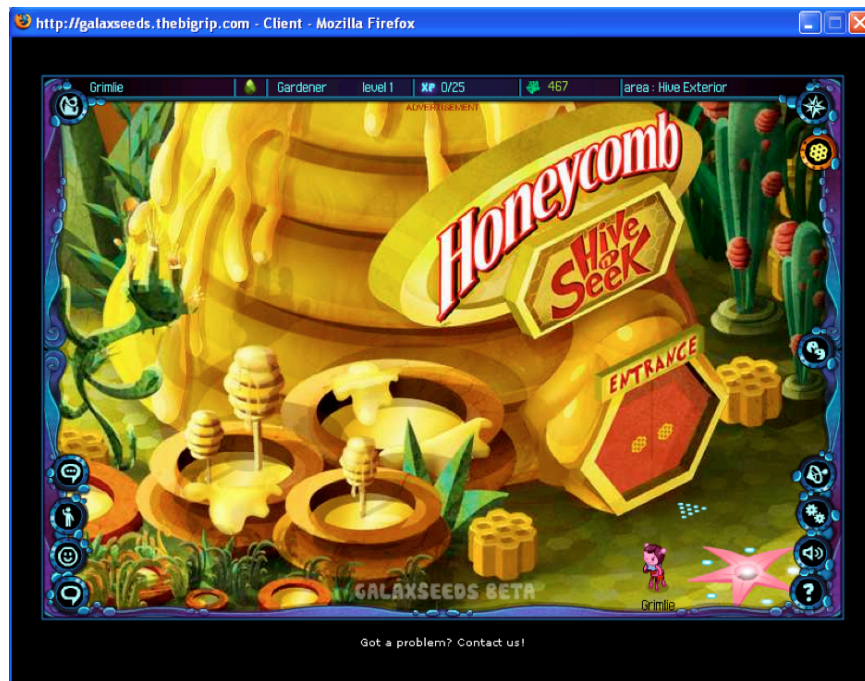 http://galaxseeds.thebigrip.com - Client - Mozilla Firefox
Grimlie Gardener level 1 XP 0/25 467 area : Hive Exterior
ADVERTISEMENT
Honeycomb
Hive
n
Seek
ENTRANCE
GALAXSEEDS BETA
Grimlie
?
Got a problem? Contact us!